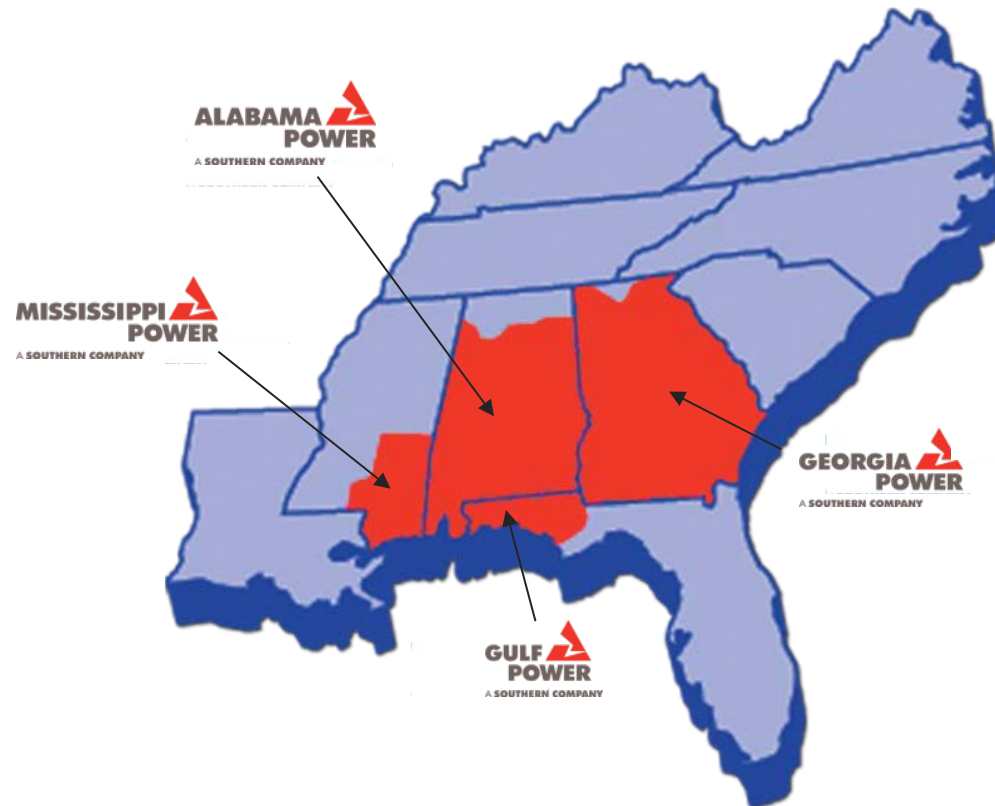 ALABAMA
POWER
A SOUTHERN COMPANY
MISSISSIPPI
POWER
A SOUTHERN COMPANY
GEORGIA
POWER
A SOUTHERN COMPANY
GULF
POWER
A SOUTHERN COMPANY